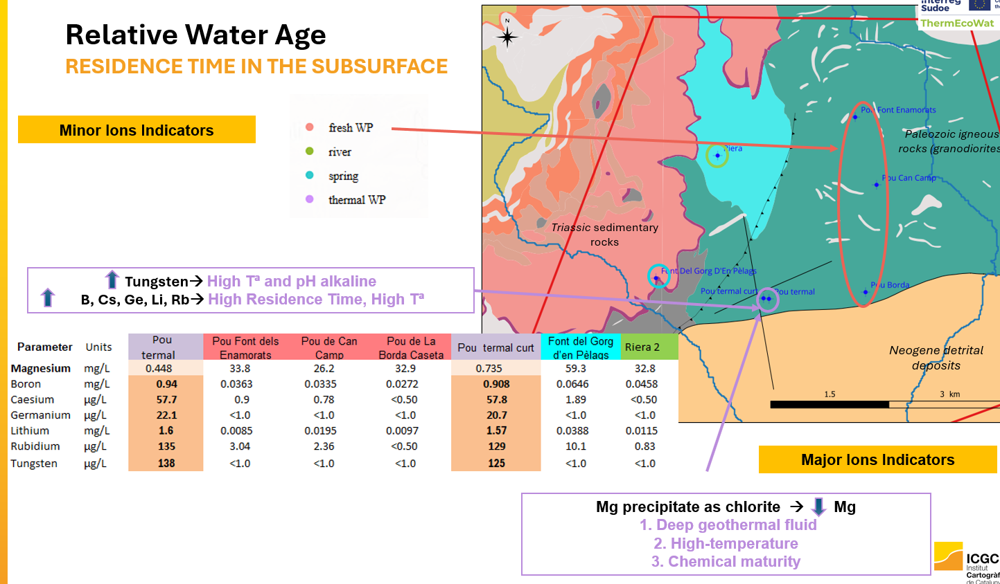 Relative Water Age
RESIDENCE TIME IN THE SUBSURFACE
Minor Ions Indicators
fresh WP
river
spring
thermal WP
Tungsten→ High Tª and pH alkaline
B, Cs, Ge, Li, Rb→ High Residence Time, High Tª
N
Sudoe
ThermEcoWat
Pou Font Enamorats
Paleozoic igneous
rocks (granodiorites
Riera
Pou Can Camp
Triassic sedimentary
rocks
Font Del Gorg D'En Pèlags
Pou termal curt
Pou termal
Pou Borda
Neogene detrital
deposits
1.5 3 km
Parameter Units Pou termal Pou Font dels Enamorats Pou de Can Camp Pou de La Borda Caseta Pou termal curt Font del Gorg d'en Pèlags Riera 2
Magnesium mg/L 0.448 33.8 26.2 32.9 0.735 59.3 32.8
Boron mg/L 0.94 0.0363 0.0335 0.0272 0.908 0.0646 0.0458
Caesium µg/L 57.7 0.9 0.78 <0.50 57.8 1.89 <0.50
Germanium µg/L 22.1 <1.0 <1.0 <1.0 20.7 <1.0 <1.0
Lithium mg/L 1.6 0.0085 0.0195 0.0097 1.57 0.0388 0.0115
Rubidium µg/L 135 3.04 2.36 <0.50 129 10.1 0.83
Tungsten µg/L 138 <1.0 <1.0 <1.0 125 <1.0 <1.0
Major Ions Indicators
Mg precipitate as chlorite → Mg
1. Deep geothermal fluid
2. High-temperature
3. Chemical maturity
ICGC
Institut
Cartogràf